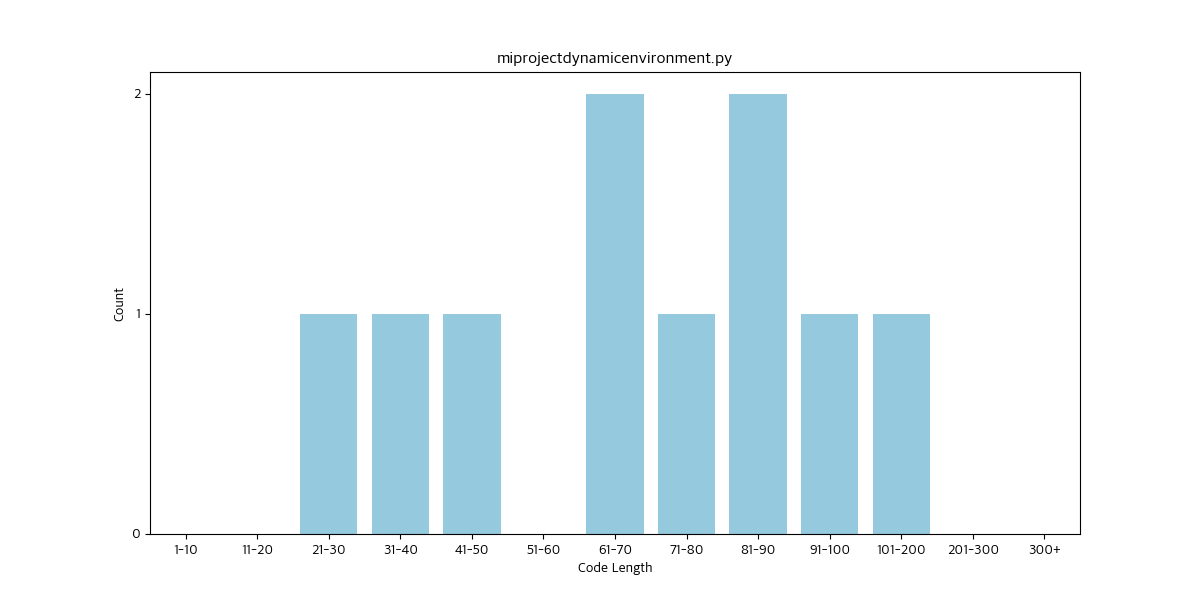 miprojectdynamicenvironment.py
2
1
0
Count
1-10 11-20 21-30 31-40 41-50 51-60 61-70 71-80 81-90 91-100 101-200 201-300 300+
Code Length